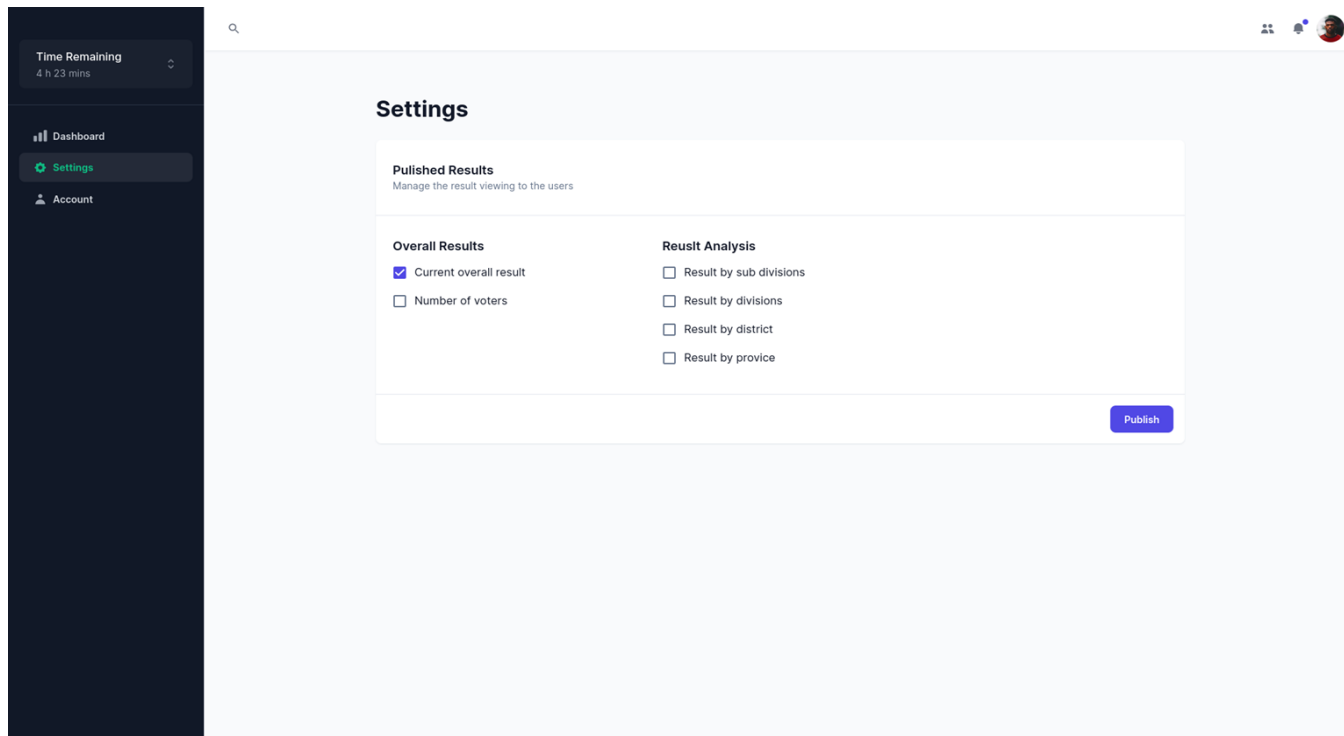 Time Remaining
4 h 23 mins
Dashboard
Settings
Account
Settings
Pulished Results
Manage the result viewing to the users
Overall Results
Current overall result
Number of voters
Reuslt Analysis
Result by sub divisions
Result by divisions
Result by district
Result by provice
Publish